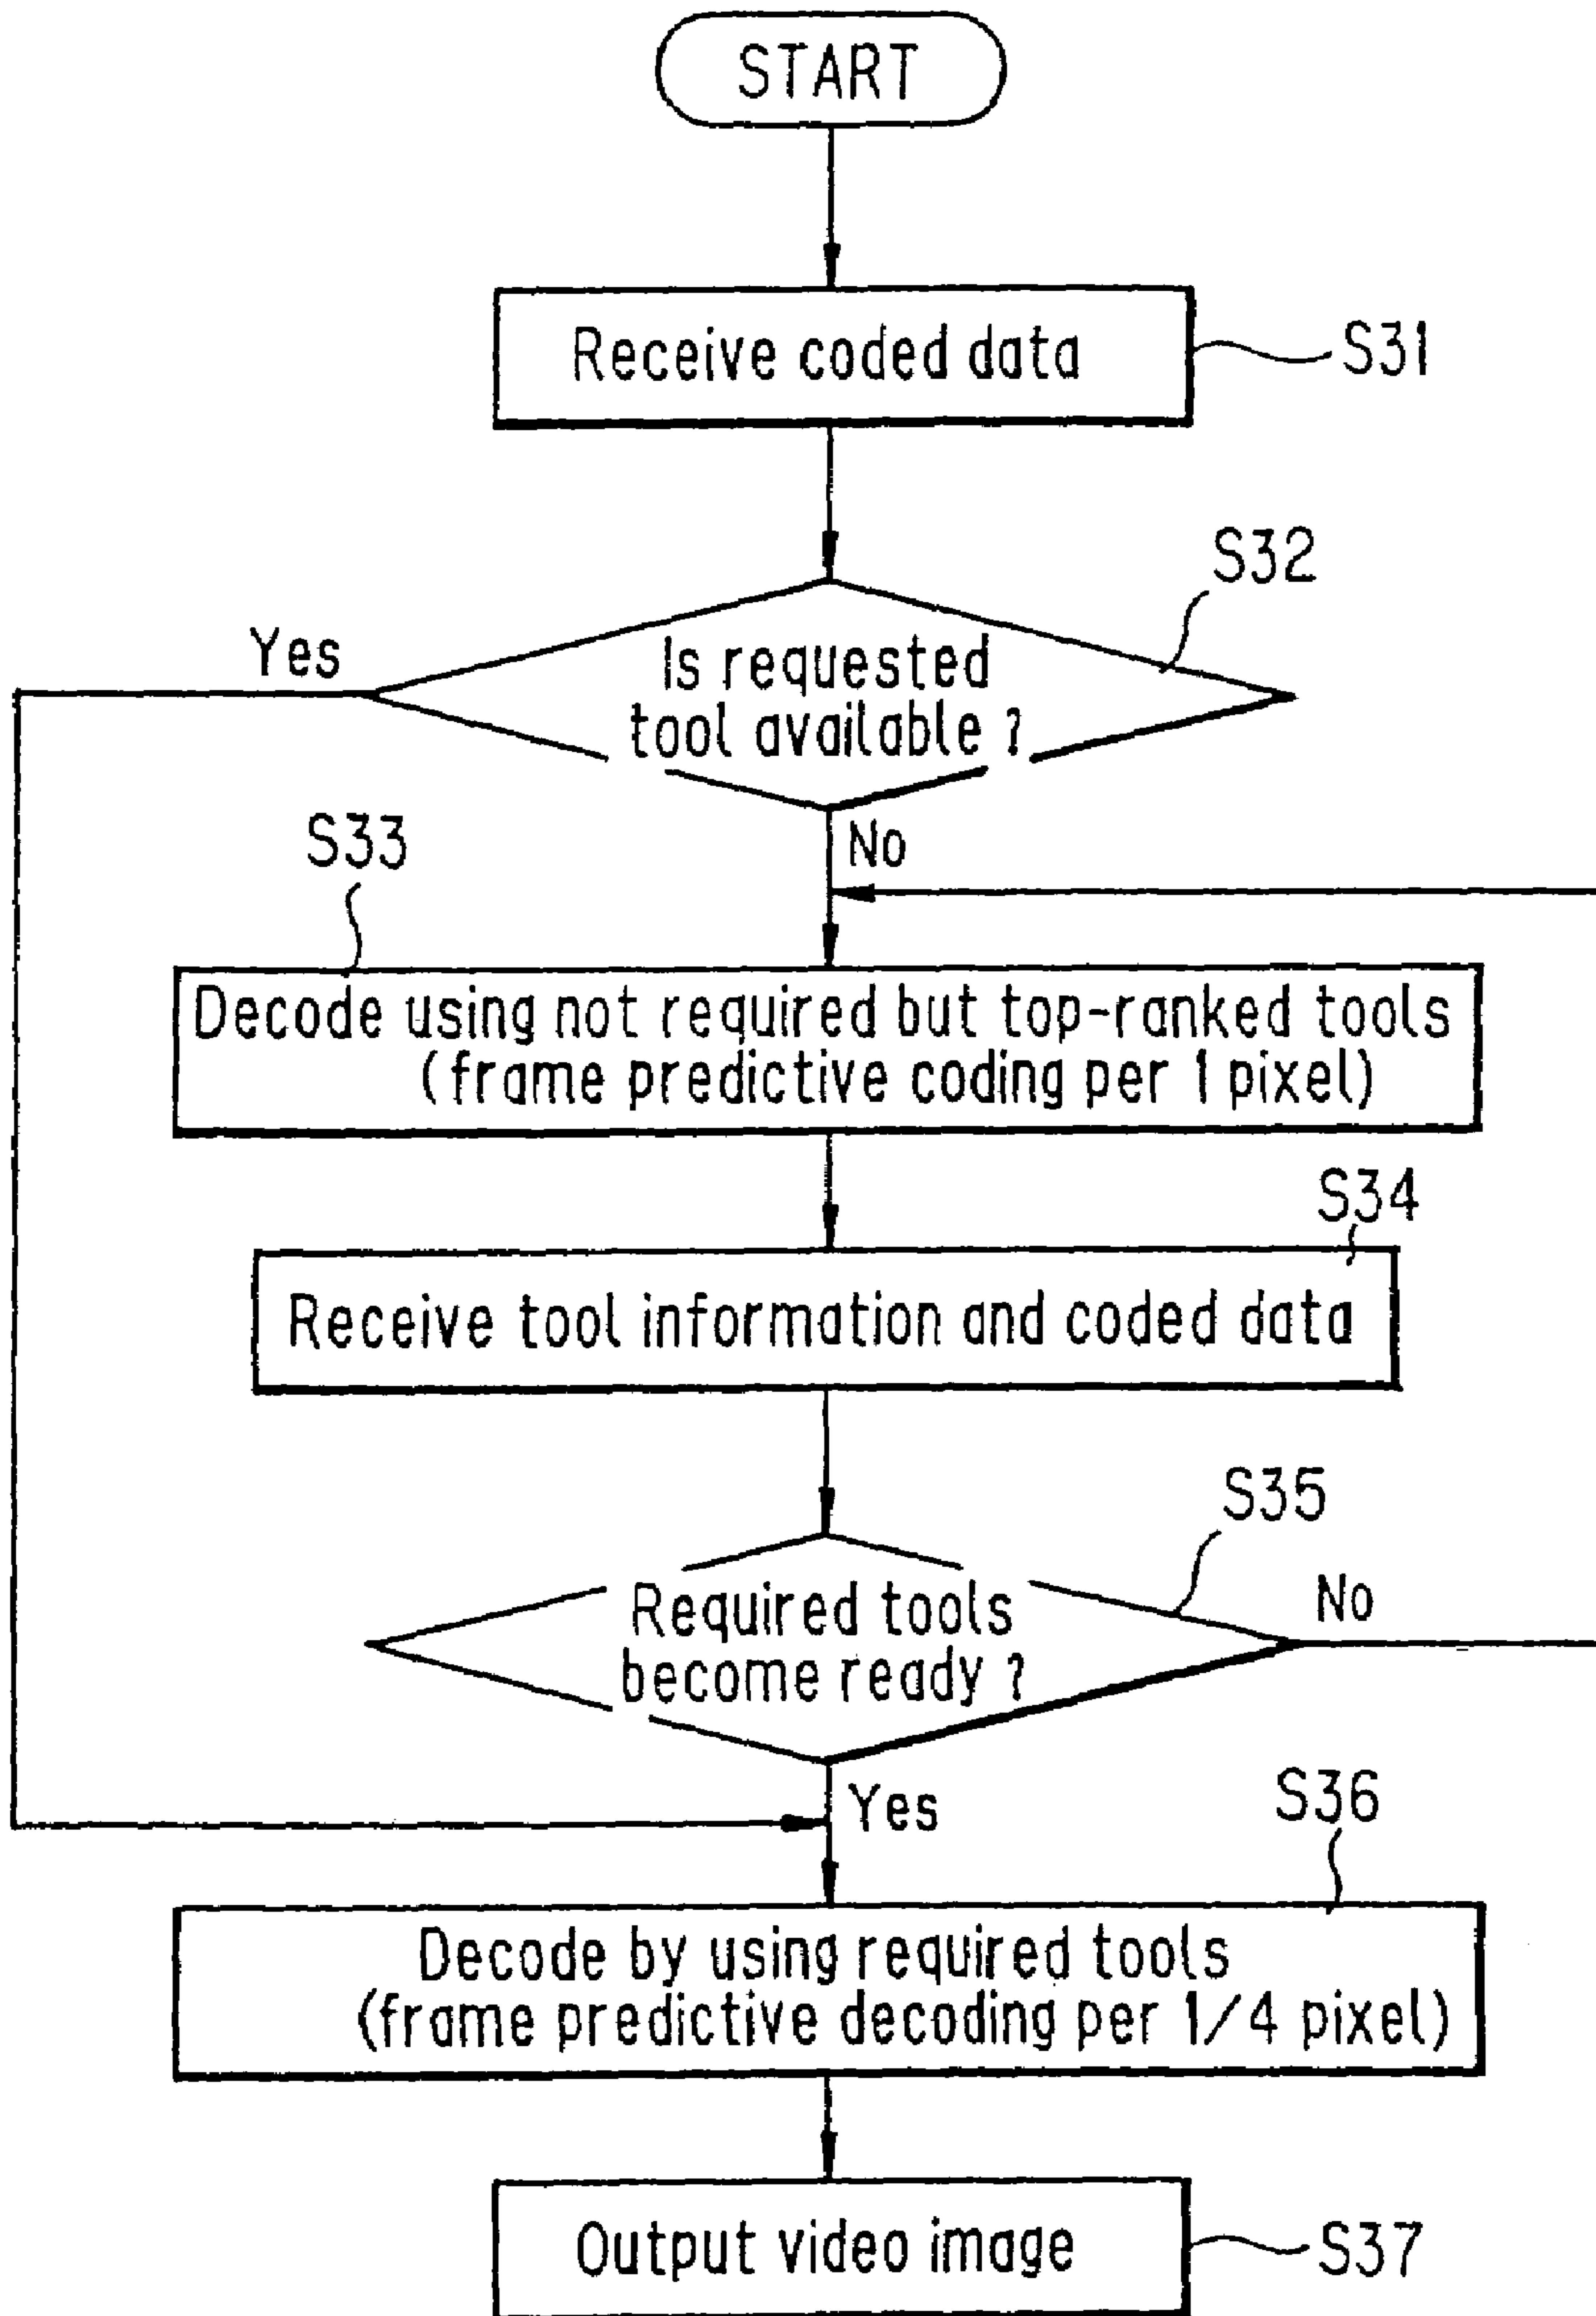 START
Receive coded data
S31
S32
Yes
Is requested
tool available ?
No
S33
Decode using not required but top-ranked tools
(frame predictive coding per 1 pixel)
S34
Receive tool information and coded data
S35
Required tools
become ready ?
No
Yes
S36
Decode by using required tools
(frame predictive decoding per 1/4 pixel)
Output video image
S37